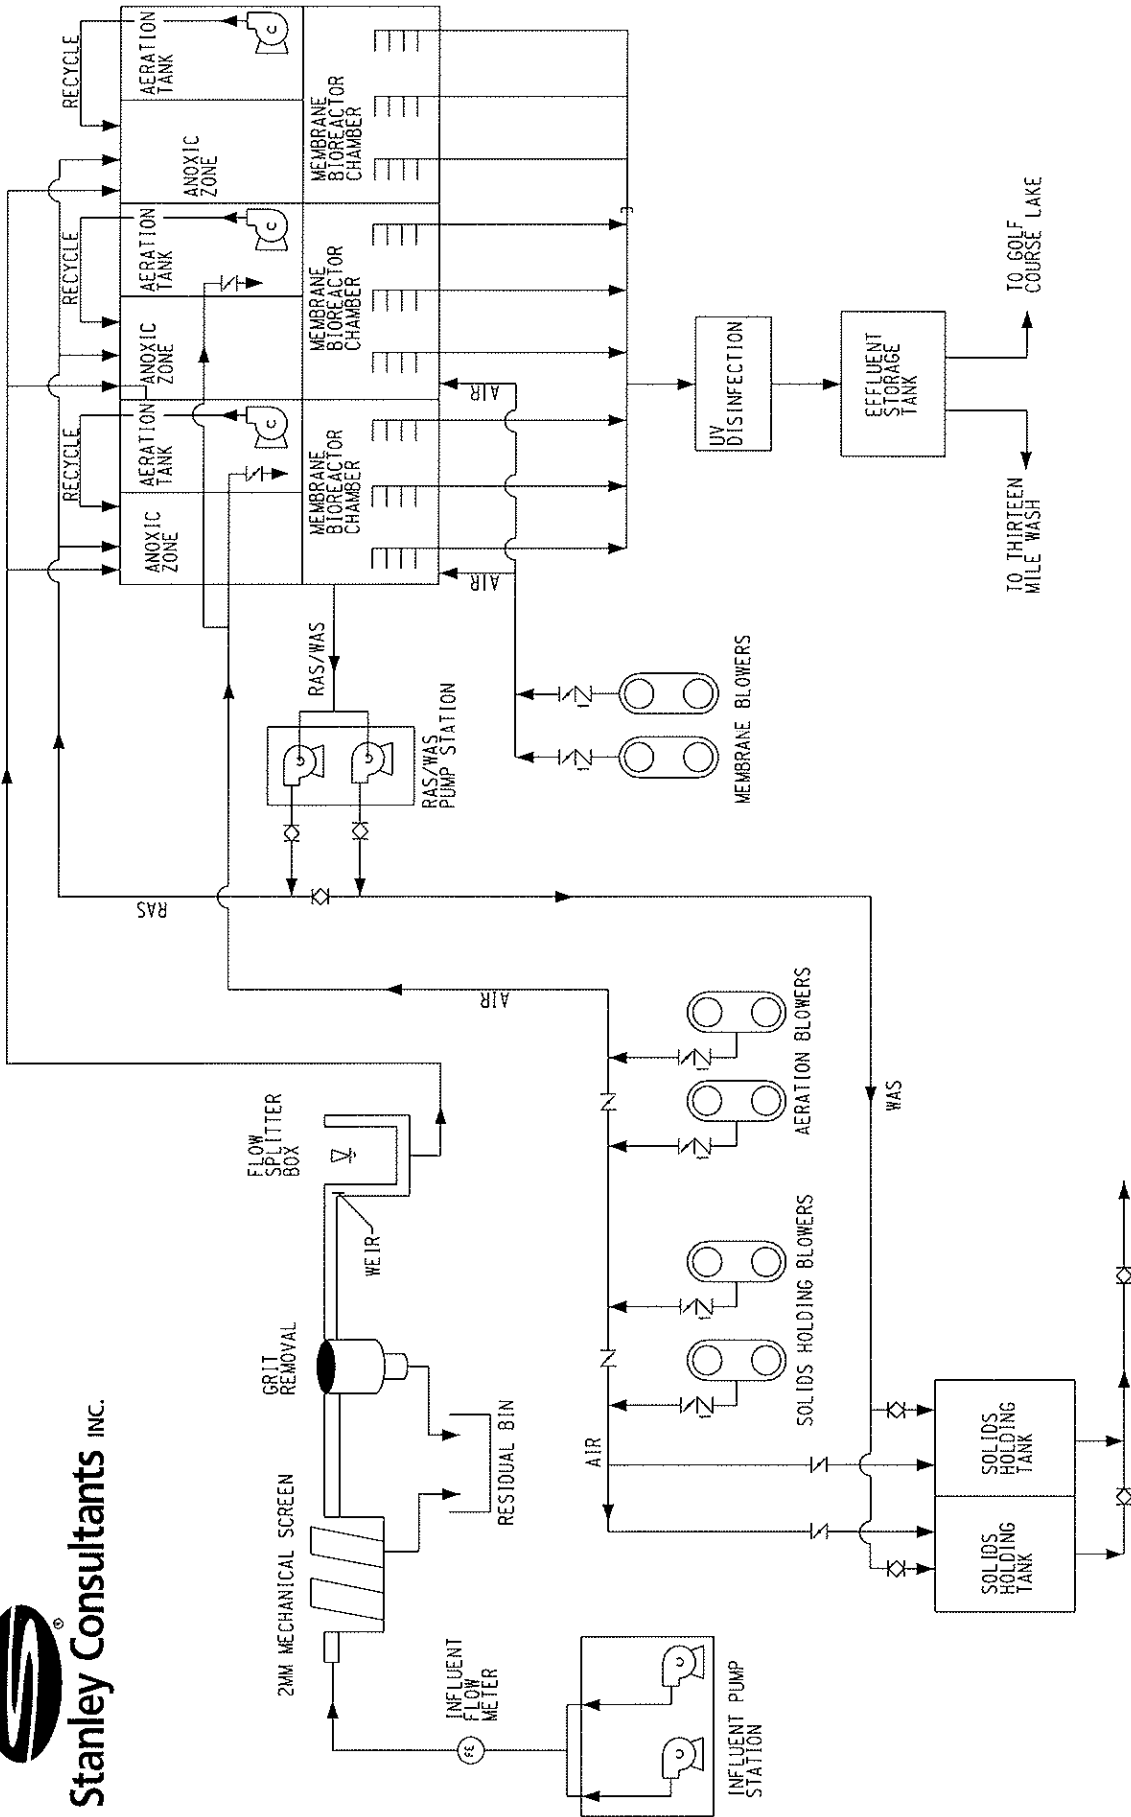 Stanley Consultants INC.
®
INFLUENT PUMP
STATION
INFLUENT
FLOW
METER
FE
2MM MECHANICAL SCREEN
RESIDUAL BIN
GRIT
REMOVAL
WEIR
FLOW
SPLITTER
BOX
AIR
SOLIDS HOLDING BLOWERS
AERATION BLOWERS
AIR
SOLIDS
HOLDING
TANK
SOLIDS
HOLDING
TANK
WAS
RAS
RAS/WAS
PUMP STATION
RAS/WAS
MEMBRANE BLOWERS
AIR
AIR
RECYCLE
RECYCLE
RECYCLE
ANOXIC
ZONE
AERATION
TANK
C
ANOXIC
ZONE
AERATION
TANK
C
ANOXIC
ZONE
AERATION
TANK
C
MEMBRANE
BIOREACTOR
CHAMBER
MEMBRANE
BIOREACTOR
CHAMBER
MEMBRANE
BIOREACTOR
CHAMBER
UV
DISINFECTION
EFFLUENT
STORAGE
TANK
TO THIRTEEN
MILE WASH
TO GOLF
COURSE LAKE